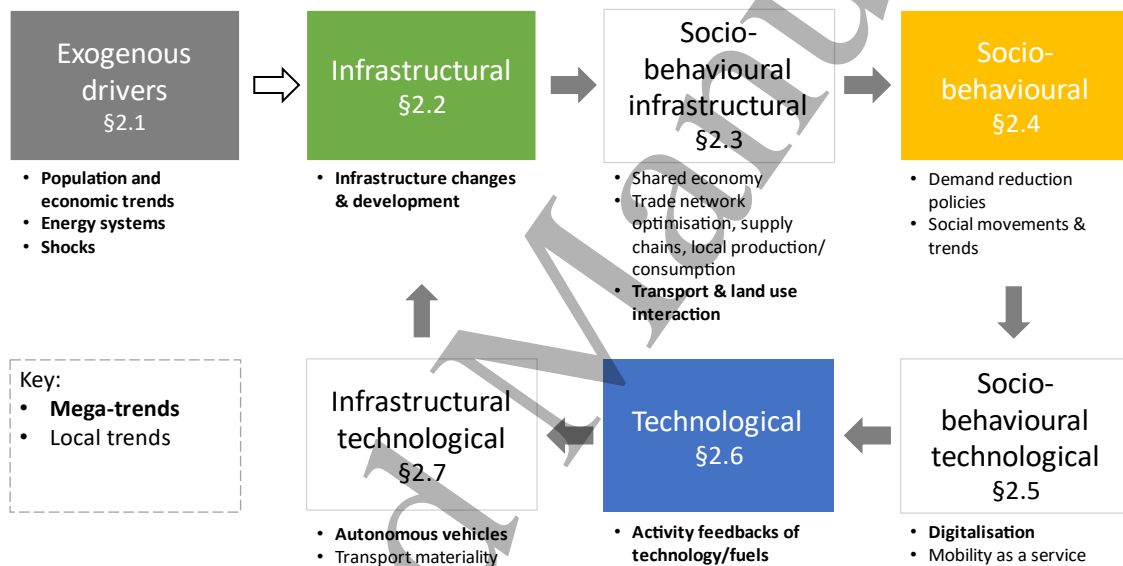 Exogenous
drivers
§2.1
• Population and
economic trends
• Energy systems
• Shocks
Infrastructural
§2.2
• Infrastructure changes
& development
Socio-
behavioural
infrastructural
§2.3
• Shared economy
• Trade network
optimisation, supply
chains, local production/
consumption
• Transport & land use
interaction
Socio-
behavioural
§2.4
• Demand reduction
policies
• Social movements &
trends
Key:
• Mega-trends
• Local trends
Infrastructural
technological
§2.7
• Autonomous vehicles
• Transport materiality
Technological
§2.6
• Activity feedbacks of
technology/fuels
Socio-
behavioural
technological
§2.5
• Digitalisation
• Mobility as a service
d Manu